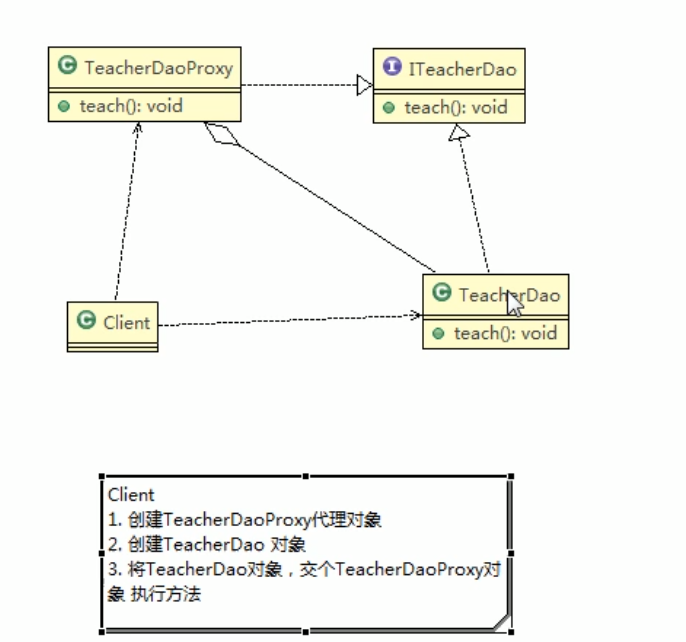 TeacherDaoProxy
teach(): void
I ITeacherDao
teach(): void
C TeacherDao
teach(): void
C Client
Client
1. 创建TeacherDaoProxy代理对象
2. 创建TeacherDao 对象
3. 将TeacherDao对象，交个TeacherDaoProxy对
象 执行方法